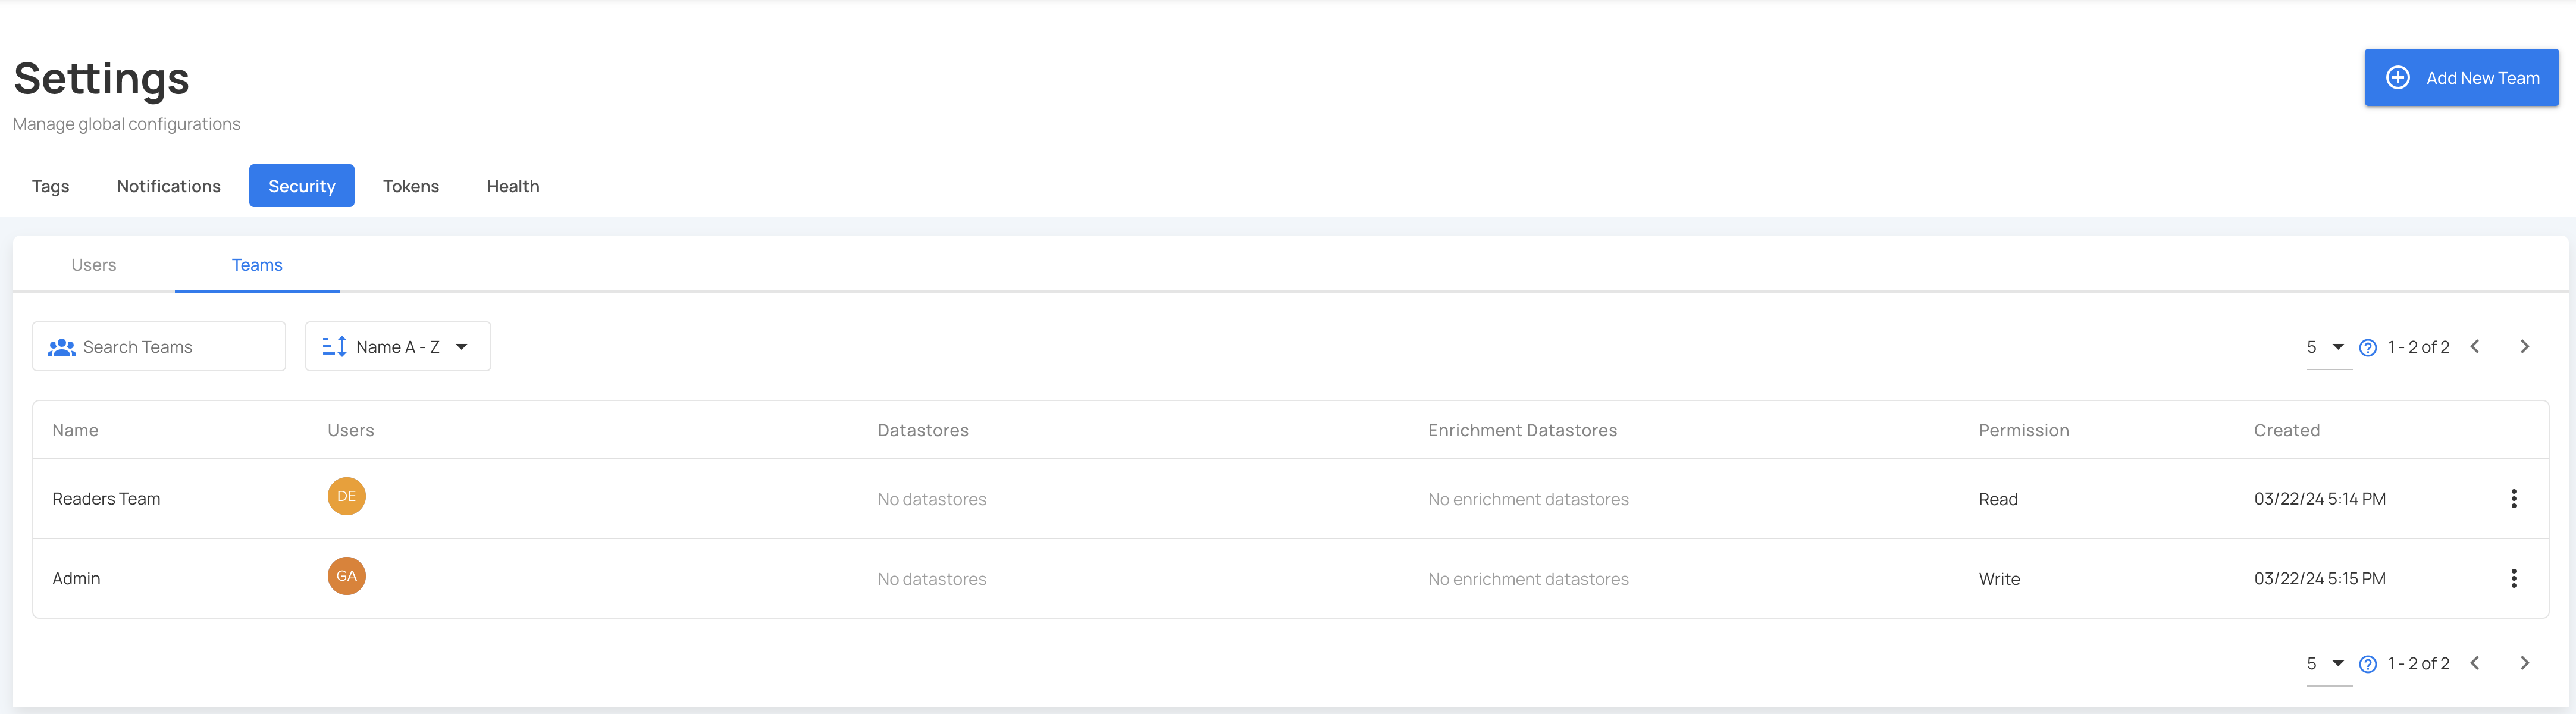 Settings
Add New Team
Manage global configurations
Tags Notifications Security Tokens Health
Users Teams
Search Teams Name A - Z 5 1 - 2 of 2
Name Users Datastores Enrichment Datastores Permission Created
Readers Team DE No datastores No enrichment datastores Read 03/22/24 5:14 PM
Admin GA No datastores No enrichment datastores Write 03/22/24 5:15 PM
5 1 - 2 of 2